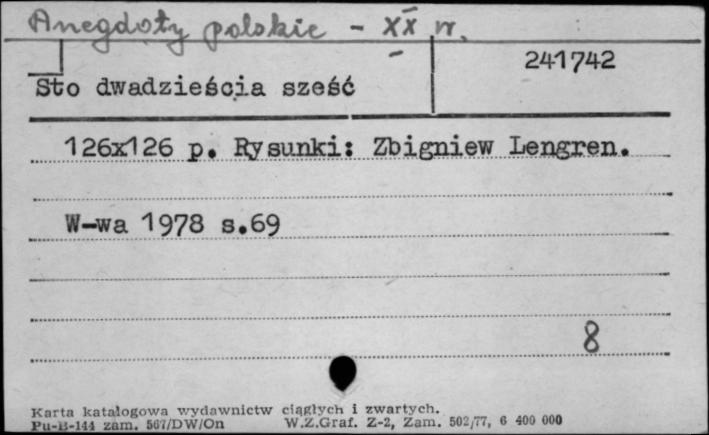 Anegdoty polskie - XX w.
241742
Sto dwadzieścia sześć
126x126 p. Rysunki: Zbigniew Lengren.
W-wa 1978 s.69
8
Karta katalogowa wydawnictw ciągłych i zwartych.
Pu-B-144 zam. 567/DW/On W.Z.Graf. Z-2, Zam. 502/77, 6 400 000